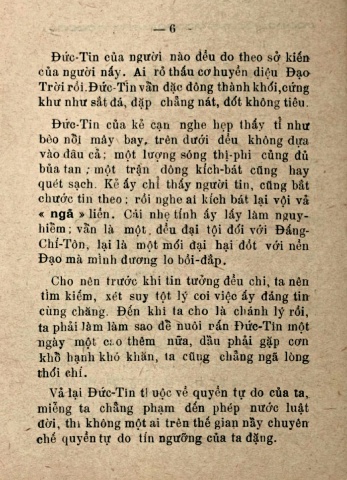 — 6 —
Đức-Tin của người nào đều do theo sở kiến
của người nấy. Ai rỏ thấu cơ huyền diệu Đạo
Trời rồi.Đức-Tin vẫn đặc đông thành khối,cứng
khư như sắt đá, đập chẳng nát, đốt không tiêu.
Đức-Tin của kẻ cạn nghe hẹp thấy tỉ như
bèo nồi mây bay, trên dưới đều không dựa
vào đâu cả; một lượng sóng thị-phi củng đủ
bủa tan; một trận dông kích-bát cũng hay
quét sạch. Kẻ ấy chỉ thấy người tin, cũng bắt
chước tin theo; rồi nghe ai kích bát lại vội vả
« ngã » liền. Cái nhẹ tính ấy lấy làm nguy-
hiểm; vẫn là một đều đại tội đối với Đấng-
Chí-Tôn, lại là một mối đại hại đốt với nền
Đạo mà mình đương lo bồi-đắp.
Cho nên trước khi tin tưởng đều chi, ta nên
tìm kiếm, xét suy tột lý coi việc ấy đáng tin
cùng chăng. Đến khi ta cho là chánh lý rồi,
ta phải làm làm sao đề nuôi rấn Đức-Tin một
ngày một cao thêm nữa, dầu phải gặp cơn
khổ hạnh khó khăn, ta cũng chẳng ngã lòng
thối chí.
Vả lại Đức-Tin tuộc về quyền tự do của ta,
miễng ta chẳng phạm đến phép nước luật
đời, thì không một ai trên thế gian nầy chuyên
chế quyền tự do tín ngưỡng của ta đặng.